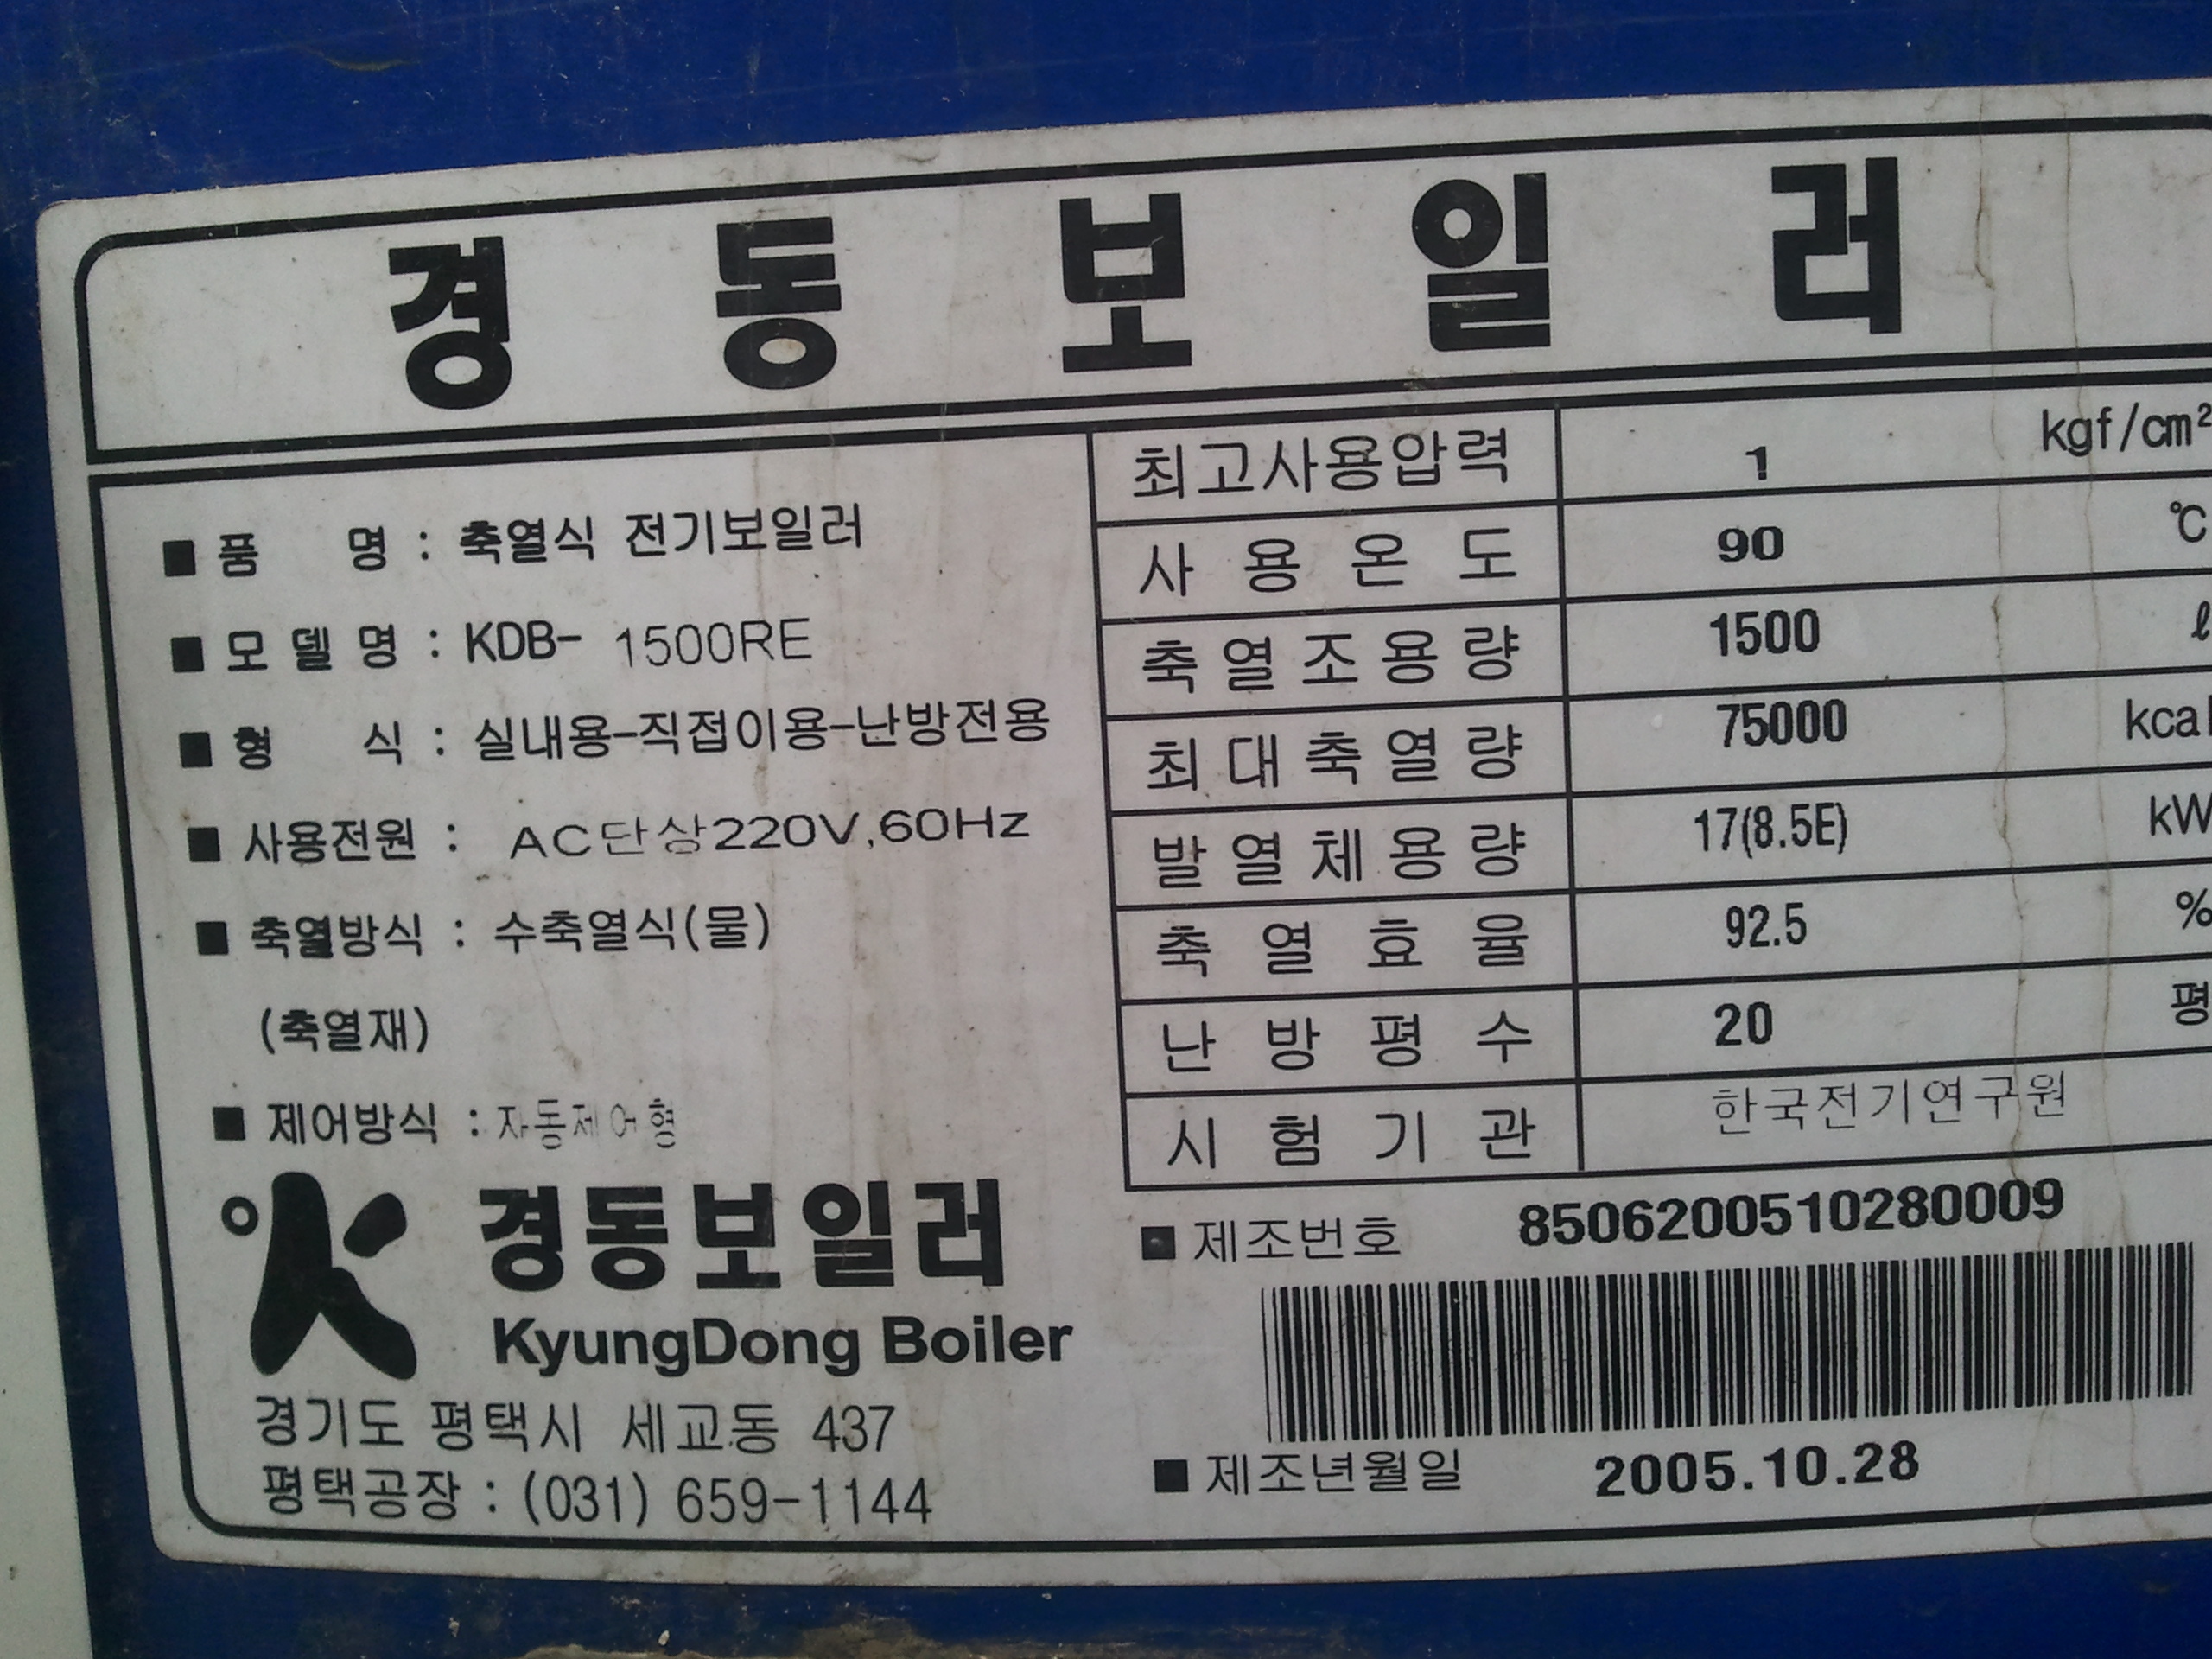 경동보일러
■ 품 명 : 축열식 전기보일러
■ 모델명 : KDB- 1500RE
■ 형 식 : 실내용-직접이용-난방전용
■ 사용전원 : AC단상220V,60Hz
■ 축열방식 : 수축열식(물)
(축열재)
■ 제어방식 : 자동제어형
최고사용압력 1 kgf/cm²
사용온도 90 ℃
축열조용량 1500 ℓ
최대축열량 75000 kcal
발열체용량 17(8.5E) kW
축열효율 92.5 %
난방평수 20 평
시험기관 한국전기연구원
경동보일러
KyungDong Boiler
경기도 평택시 세교동 437
평택공장 : (031) 659-1144
■ 제조번호 8506200510280009
■ 제조년월일 2005.10.28